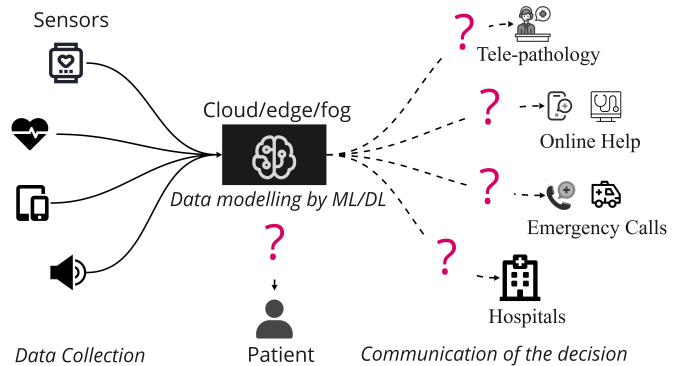 Sensors
?
Tele-pathology
Cloud/edge/fog
?
Online Help
Data modelling by ML/DL
?
Emergency Calls
?
?
Hospitals
Data Collection
Patient
Communication of the decision